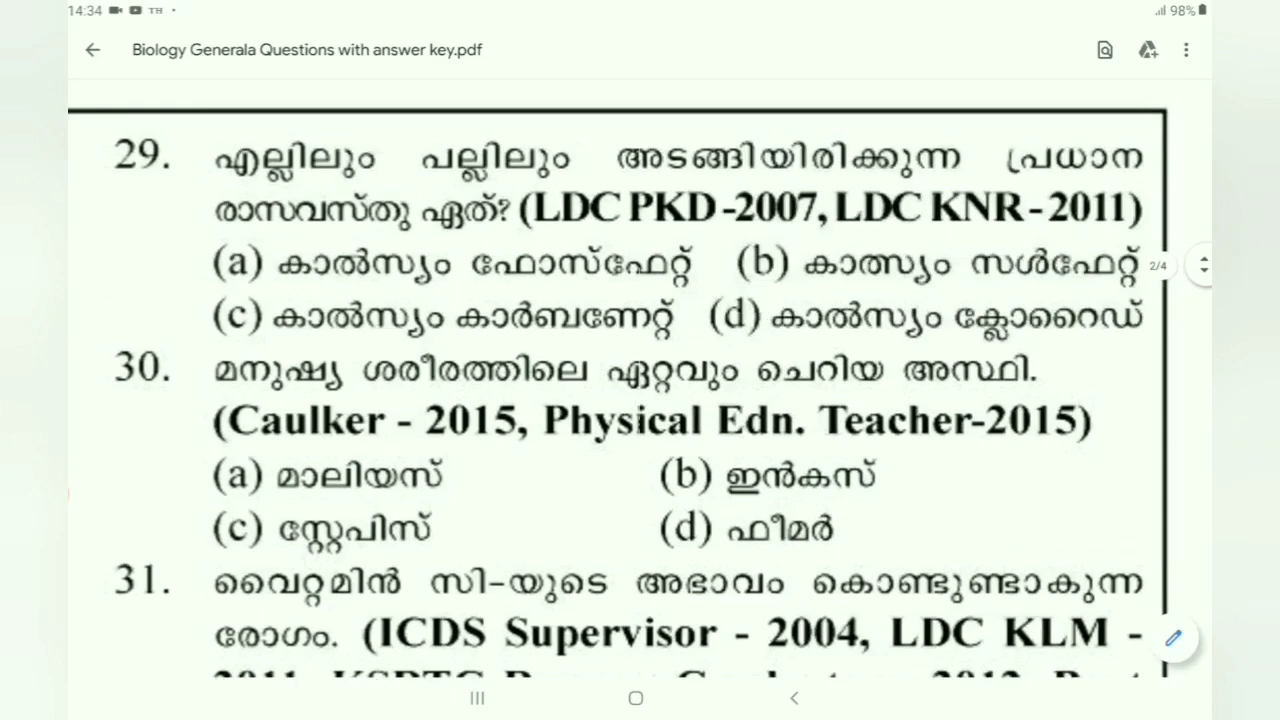 14:34 TH 98%
Biology Generala Questions with answer key.pdf
29. എല്ലിലും പല്ലിലും അടങ്ങിയിരിക്കുന്ന പ്രധാന
രാസവസ്തു ഏത്? (LDC PKD -2007, LDC KNR - 2011)
(a) കാൽസ്യം ഫോസ്ഫേറ്റ് (b) കാത്സ്യം സൾഫേറ്റ്
2/4
(c) കാൽസ്യം കാർബണേറ്റ് (d) കാൽസ്യം ക്ലോറൈഡ്
30. മനുഷ്യ ശരീരത്തിലെ ഏറ്റവും ചെറിയ അസ്ഥി.
(Caulker - 2015, Physical Edn. Teacher-2015)
(a) മാലിയസ് (b) ഇൻകസ്
(c) സ്റ്റേപിസ് (d) ഫീമർ
31. വൈറ്റമിൻ സി-യുടെ അഭാവം കൊണ്ടുണ്ടാകുന്ന
രോഗം. (ICDS Supervisor - 2004, LDC KLM -